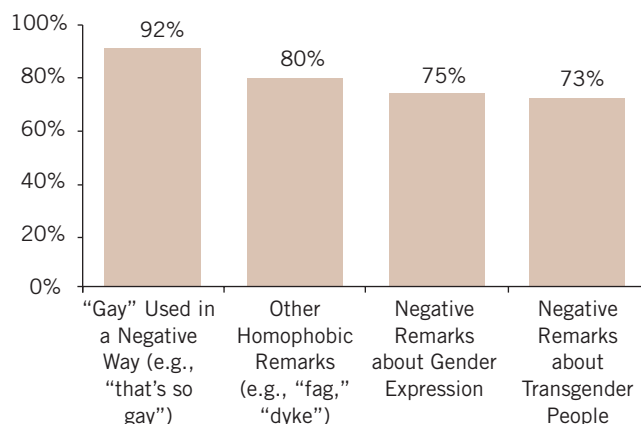 100%
80%
60%
40%
20%
0%
92%
80%
75%
73%
“Gay” Used in
a Negative
Way (e.g.,
“that’s so
gay”)
Other
Homophobic
Remarks
(e.g., “fag,”
“dyke”)
Negative
Remarks
about Gender
Expression
Negative
Remarks
about
Transgender
People